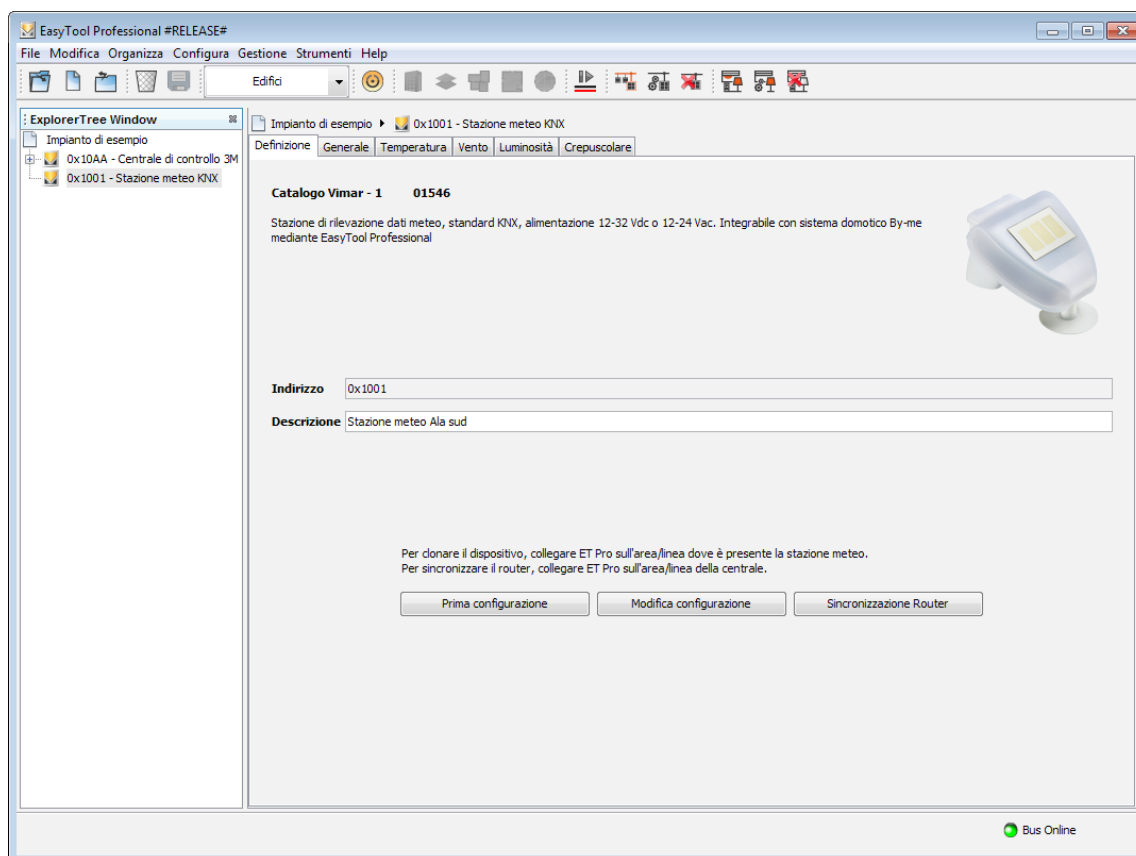 EasyTool Professional #RELEASE#
File Modifica Organizza Configura Gestione Strumenti Help
Edifici
ExplorerTree Window
Impianto di esempio
0x10AA - Centrale di controllo 3M
0x1001 - Stazione meteo KNX
Impianto di esempio 0x1001 - Stazione meteo KNX
Definizione Generale Temperatura Vento Luminosità Crepuscolare
Catalogo Vimar - 1 01546
Stazione di rilevazione dati meteo, standard KNX, alimentazione 12-32 Vdc o 12-24 Vac. Integrabile con sistema domotico By-me
mediante EasyTool Professional
Indirizzo 0x1001
Descrizione Stazione meteo Ala sud
Per clonare il dispositivo, collegare ET Pro sull'area/linea dove è presente la stazione meteo.
Per sincronizzare il router, collegare ET Pro sull'area/linea della centrale.
Prima configurazione Modifica configurazione Sincronizzazione Router
Bus Online